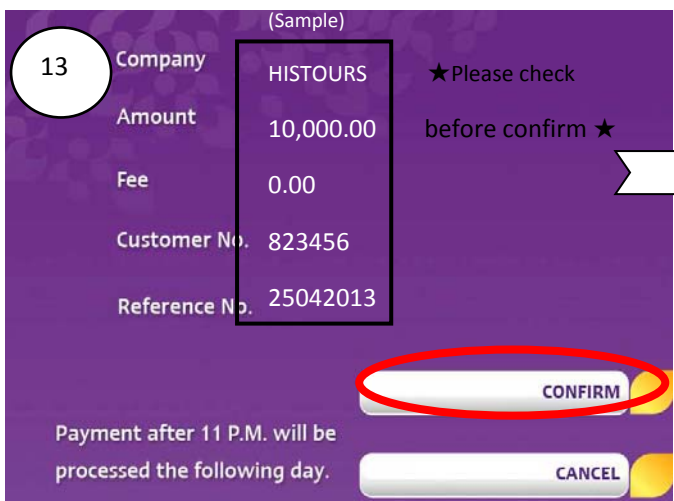 (Sample)
13
Company HISTOURS ★Please check
Amount 10,000.00 before confirm ★
Fee 0.00
Customer No. 823456
Reference No. 25042013
CONFIRM
Payment after 11 P.M. will be
processed the following day.
CANCEL